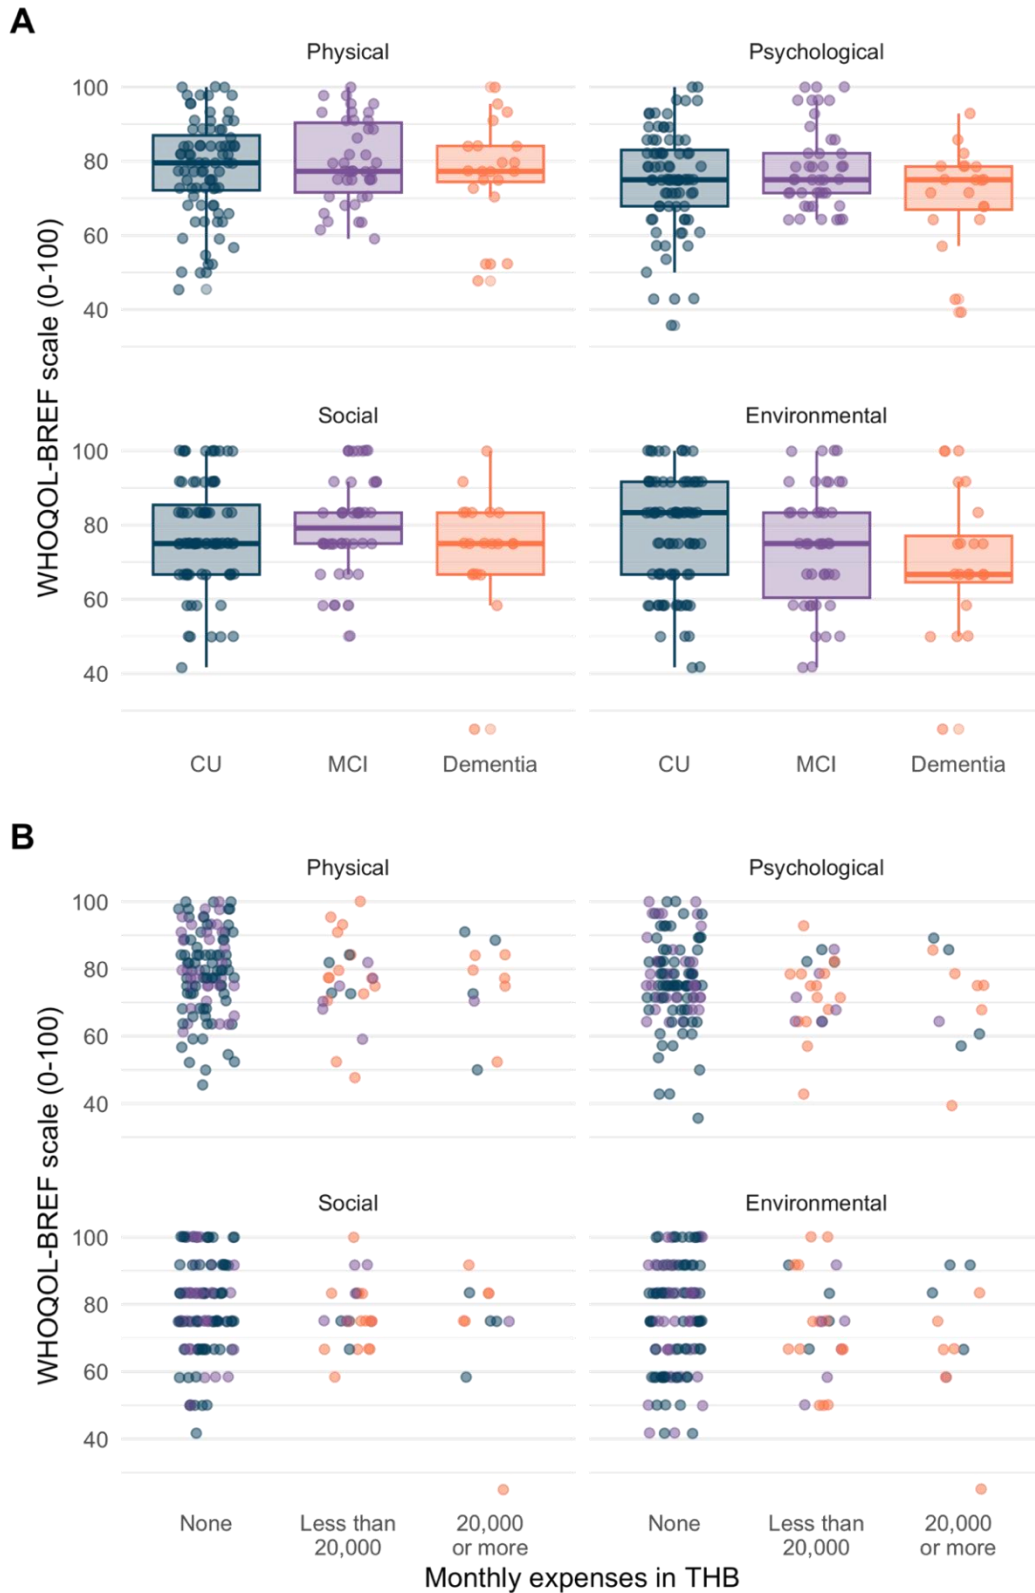 A
Physical
Psychological
100
80
60
40
Social
Environmental
100
80
60
40
WHOQOL-BREF scale (0-100)
CU
MCI
Dementia
CU
MCI
Dementia
B
Physical
Psychological
100
80
60
40
Social
Environmental
100
80
60
40
WHOQOL-BREF scale (0-100)
None
Less than
20,000
20,000
or more
None
Less than
20,000
20,000
or more
Monthly expenses in THB